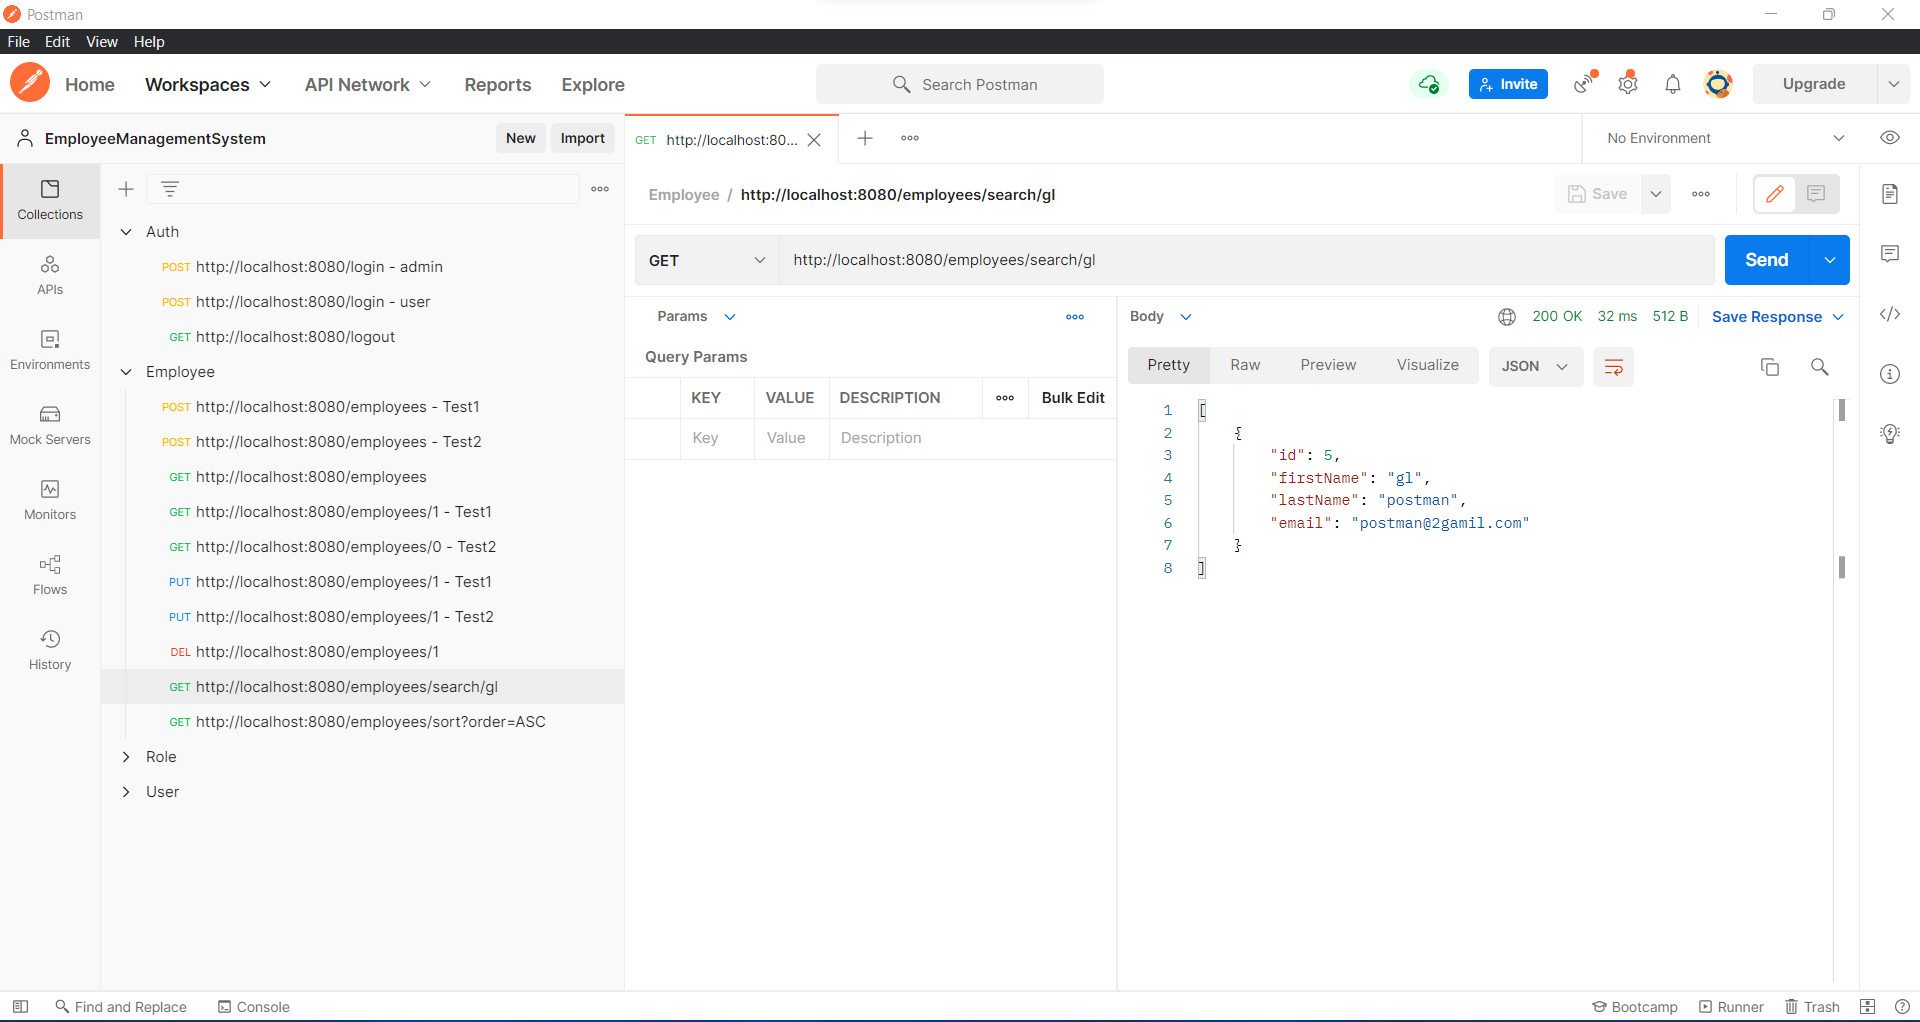 Postman
File Edit View Help
Home Workspaces API Network Reports Explore Search Postman Invite Upgrade
EmployeeManagementSystem New Import
GET http://localhost:80... No Environment
Collections
APIs
Environments
Mock Servers
Monitors
Flows
History
Auth
POST http://localhost:8080/login - admin
POST http://localhost:8080/login - user
GET http://localhost:8080/logout
Employee
POST http://localhost:8080/employees - Test1
POST http://localhost:8080/employees - Test2
GET http://localhost:8080/employees
GET http://localhost:8080/employees/1 - Test1
GET http://localhost:8080/employees/0 - Test2
PUT http://localhost:8080/employees/1 - Test1
PUT http://localhost:8080/employees/1 - Test2
DEL http://localhost:8080/employees/1
GET http://localhost:8080/employees/search/gl
GET http://localhost:8080/employees/sort?order=ASC
Role
User
Employee / http://localhost:8080/employees/search/gl Save
GET http://localhost:8080/employees/search/gl Send
Params
Query Params
KEY VALUE DESCRIPTION Bulk Edit
Key Value Description
Body 200 OK 32 ms 512 B Save Response
Pretty Raw Preview Visualize JSON
1 [
2 {
3 "id": 5,
4 "firstName": "gl",
5 "lastName": "postman",
6 "email": "postman@2gamil.com"
7 }
8 ]
Find and Replace Console Bootcamp Runner Trash